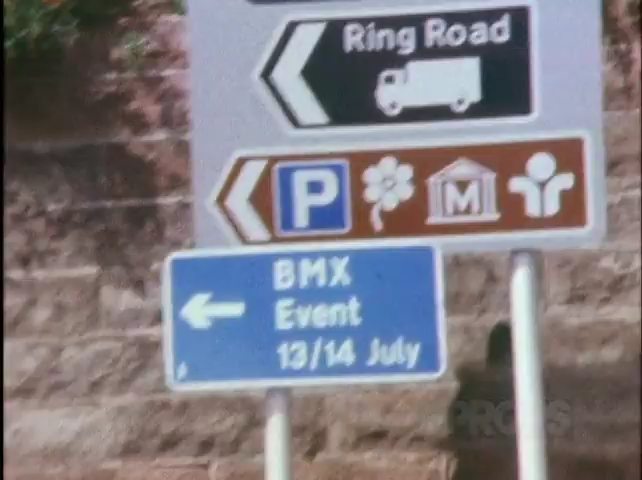 Ring Road
P M
BMX
Event
13/14 July